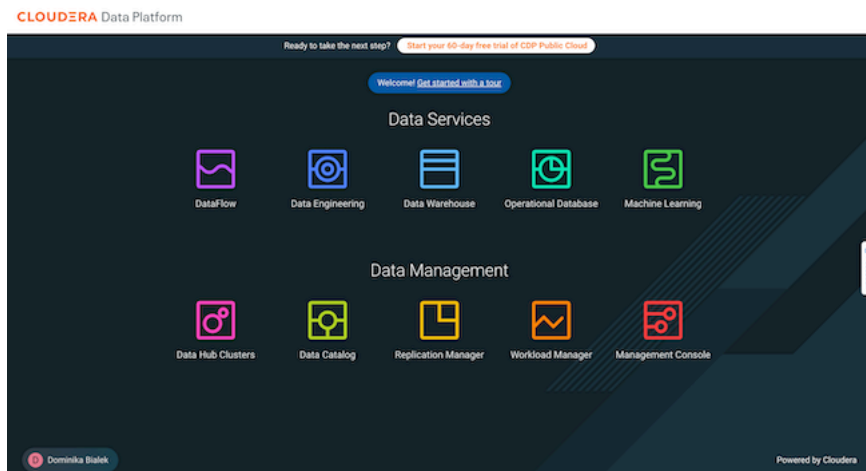 CLOUDERA Data Platform
Ready to take the next step? Start your 60-day free trial of CDP Public Cloud
Welcome! Get started with a tour
Data Services
DataFlow Data Engineering Data Warehouse Operational Database Machine Learning
Data Management
Data Hub Clusters Data Catalog Replication Manager Workload Manager Management Console
D Dominika Bialek Powered by Cloudera